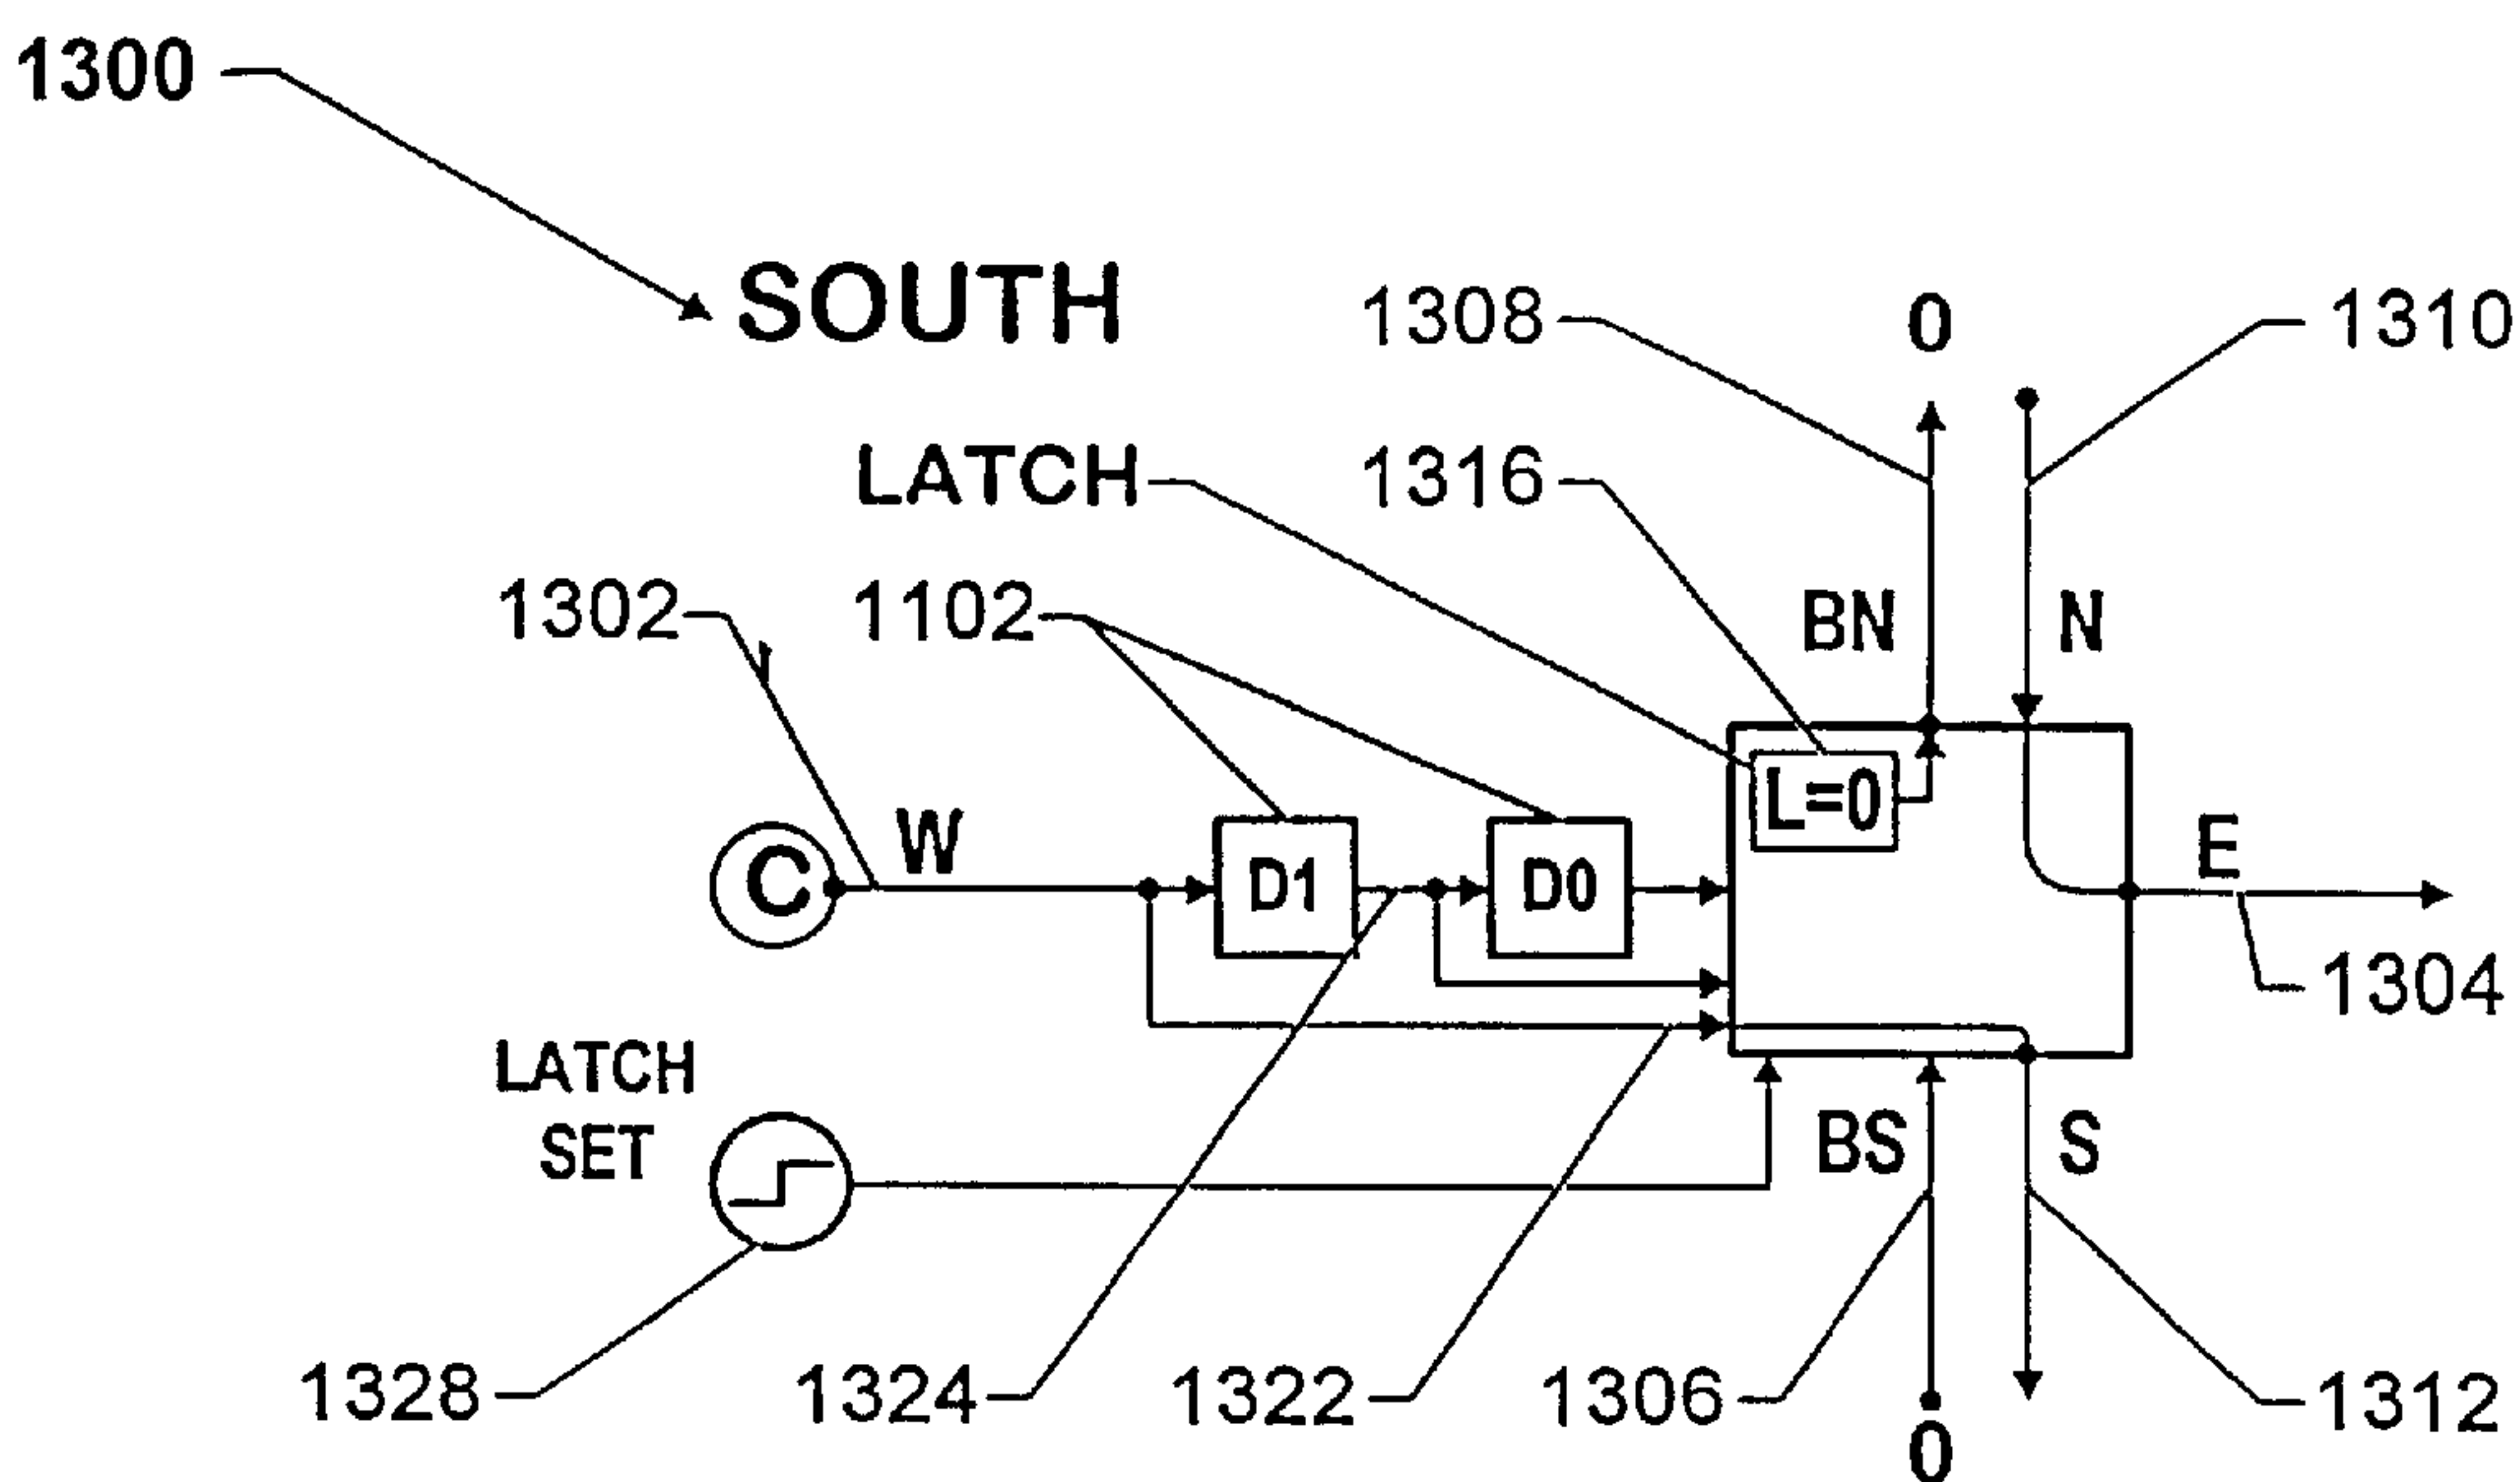 1300
SOUTH
1308
0
1310
LATCH
1316
1302
1102
BN
N
L=0
W
E
C
D1
D0
1304
LATCH
SET
BS
S
1328
1324
1322
1306
1312
0